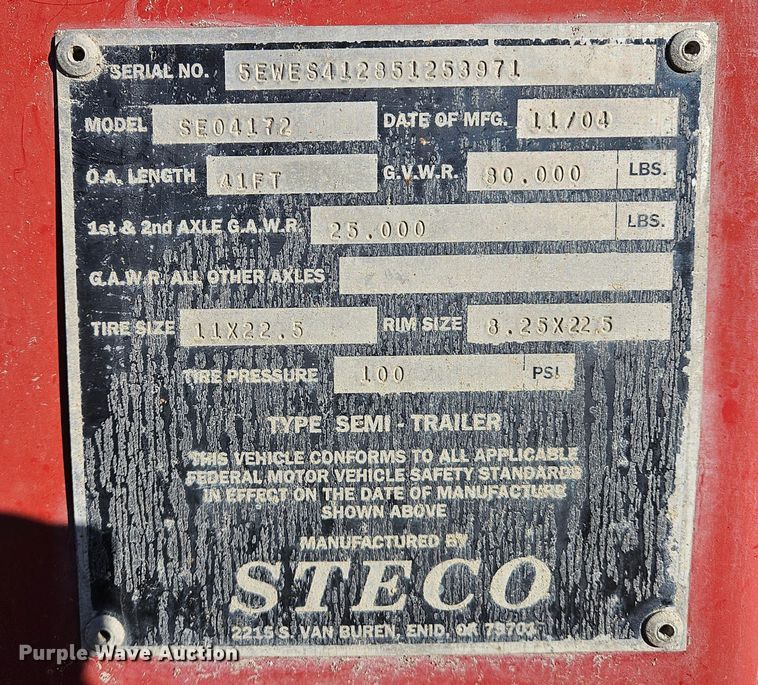 SERIAL NO. 5EWES412851253971
MODEL SE04172 DATE OF MFG. 11/04
O.A. LENGTH 41FT G.V.W.R. 80.000 LBS.
1st & 2nd AXLE G.A.W.R. 25.000 LBS.
G.A.W.R. ALL OTHER AXLES
TIRE SIZE 11X22.5 RIM SIZE 8.25X22.5
TIRE PRESSURE 100 PSI
TYPE SEMI - TRAILER
THIS VEHICLE CONFORMS TO ALL APPLICABLE
FEDERAL MOTOR VEHICLE SAFETY STANDARDS
IN EFFECT ON THE DATE OF MANUFACTURE
SHOWN ABOVE
MANUFACTURED BY
STECO
2215 S. VAN BUREN, ENID, OK 73701
Purple Wave Auction